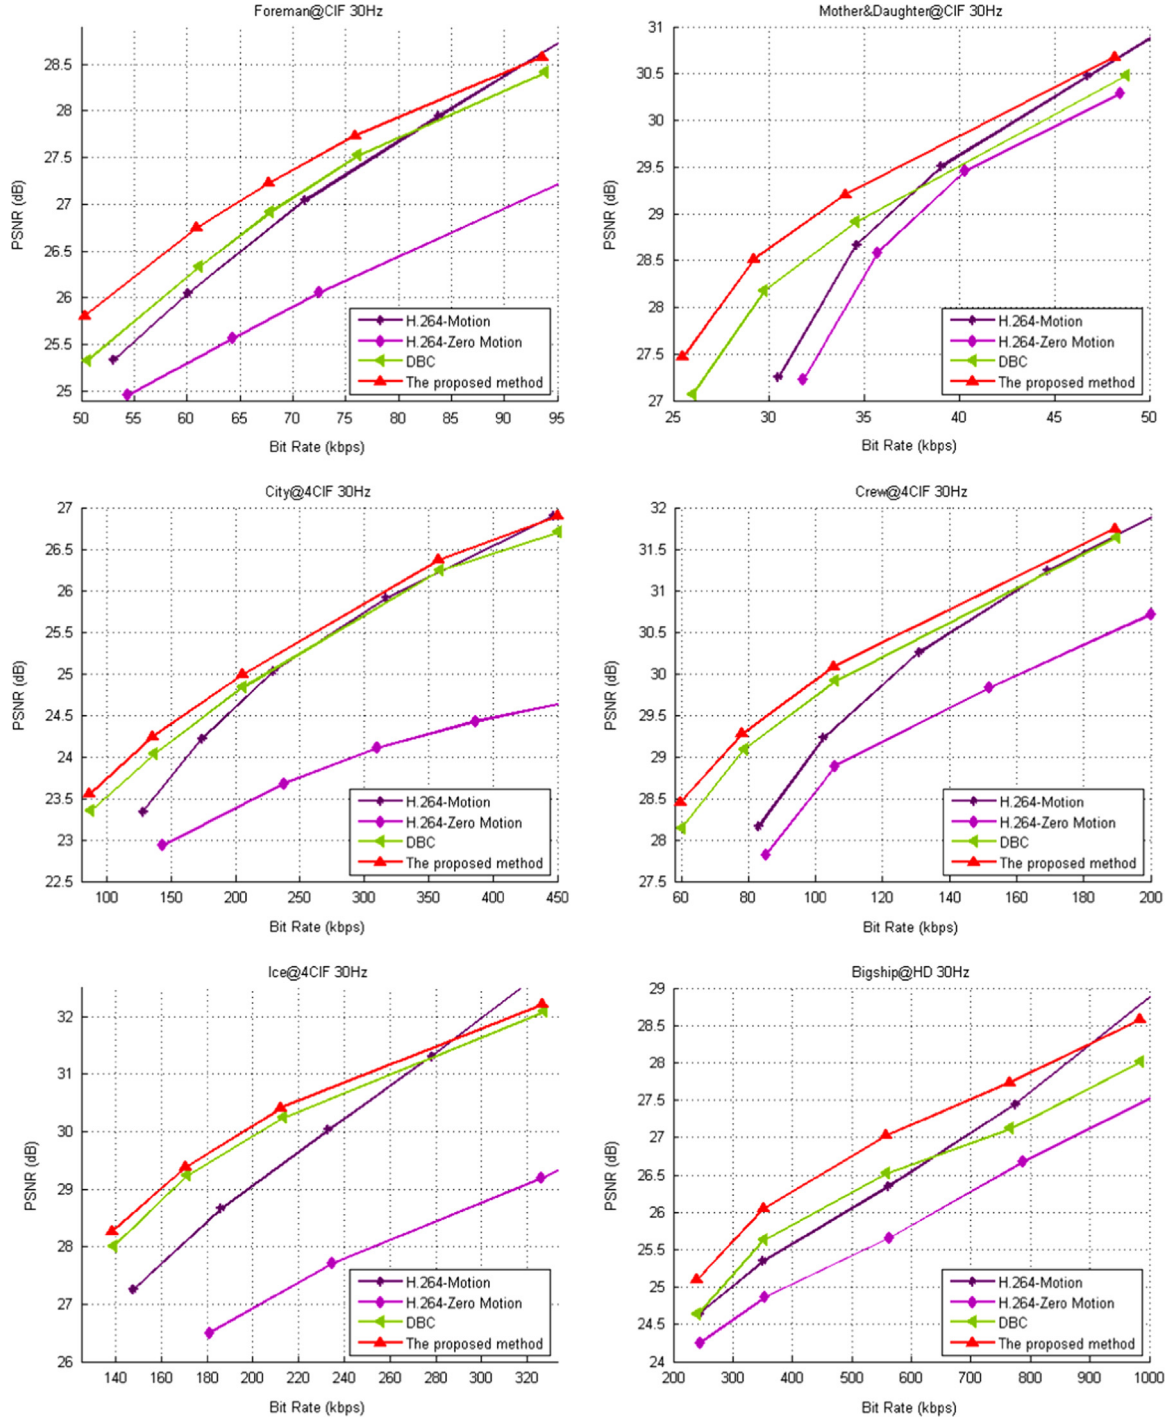 Foreman@CIF 30Hz
28.5
28
27.5
27
26.5
26
25.5
25
PSNR (dB)
50 55 60 65 70 75 80 85 90 95
Bit Rate (kbps)
H.264-Motion
H.264-Zero Motion
DBC
The proposed method
Mother&Daughter@CIF 30Hz
31
30.5
30
29.5
29
28.5
28
27.5
27
PSNR (dB)
25 30 35 40 45 50
Bit Rate (kbps)
H.264-Motion
H.264-Zero Motion
DBC
The proposed method
City@4CIF 30Hz
27
26.5
26
25.5
25
24.5
24
23.5
23
22.5
PSNR (dB)
100 150 200 250 300 350 400 450
Bit Rate (kbps)
H.264-Motion
H.264-Zero Motion
DBC
The proposed method
Crew@4CIF 30Hz
32
31.5
31
30.5
30
29.5
29
28.5
28
27.5
PSNR (dB)
60 80 100 120 140 160 180 200
Bit Rate (kbps)
H.264-Motion
H.264-Zero Motion
DBC
The proposed method
Ice@4CIF 30Hz
32
31
30
29
28
27
26
PSNR (dB)
140 160 180 200 220 240 260 280 300 320
Bit Rate (kbps)
H.264-Motion
H.264-Zero Motion
DBC
The proposed method
Bigship@HD 30Hz
29
28.5
28
27.5
27
26.5
26
25.5
25
24.5
24
PSNR (dB)
200 300 400 500 600 700 800 900 1000
Bit Rate (kbps)
H.264-Motion
H.264-Zero Motion
DBC
The proposed method